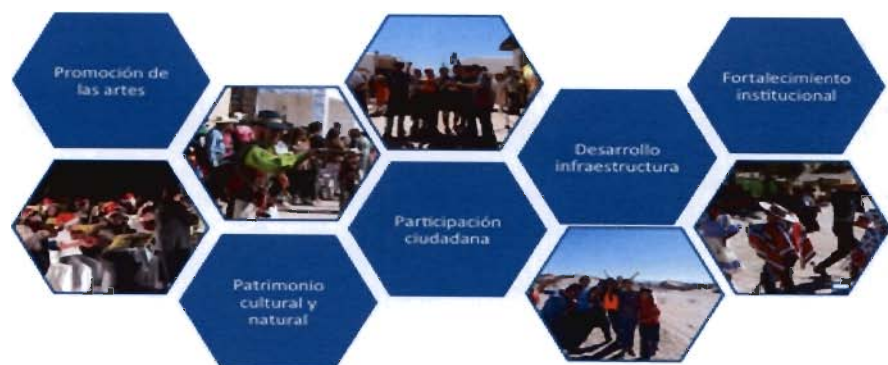 Promoción de
las artes
Patrimonio
cultural y
natural
Participación
ciudadana
Desarrollo
infraestructura
Fortalecimiento
institucional